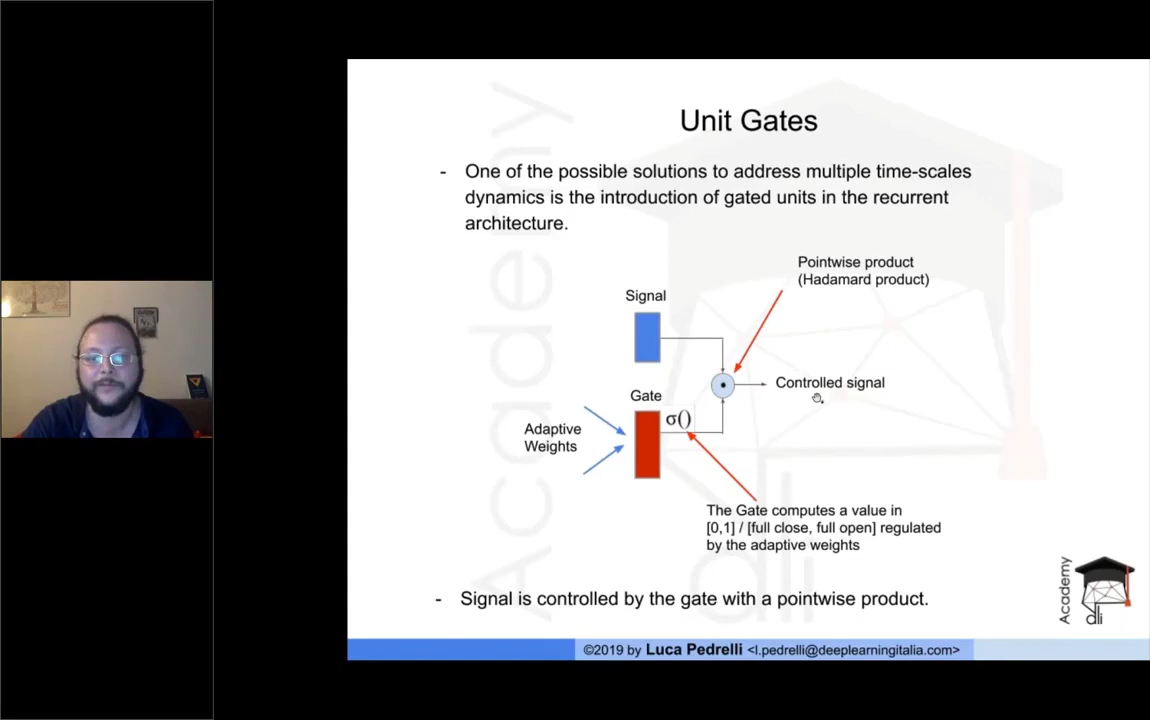 Unit Gates
- One of the possible solutions to address multiple time-scales
dynamics is the introduction of gated units in the recurrent
architecture.
Pointwise product
(Hadamard product)
Signal
Controlled signal
Gate
σ()
Adaptive
Weights
The Gate computes a value in
[0,1] / [full close, full open] regulated
by the adaptive weights
- Signal is controlled by the gate with a pointwise product.
Academy
dli
Academy
dli
©2019 by Luca Pedrelli <l.pedrelli@deeplearningitalia.com>